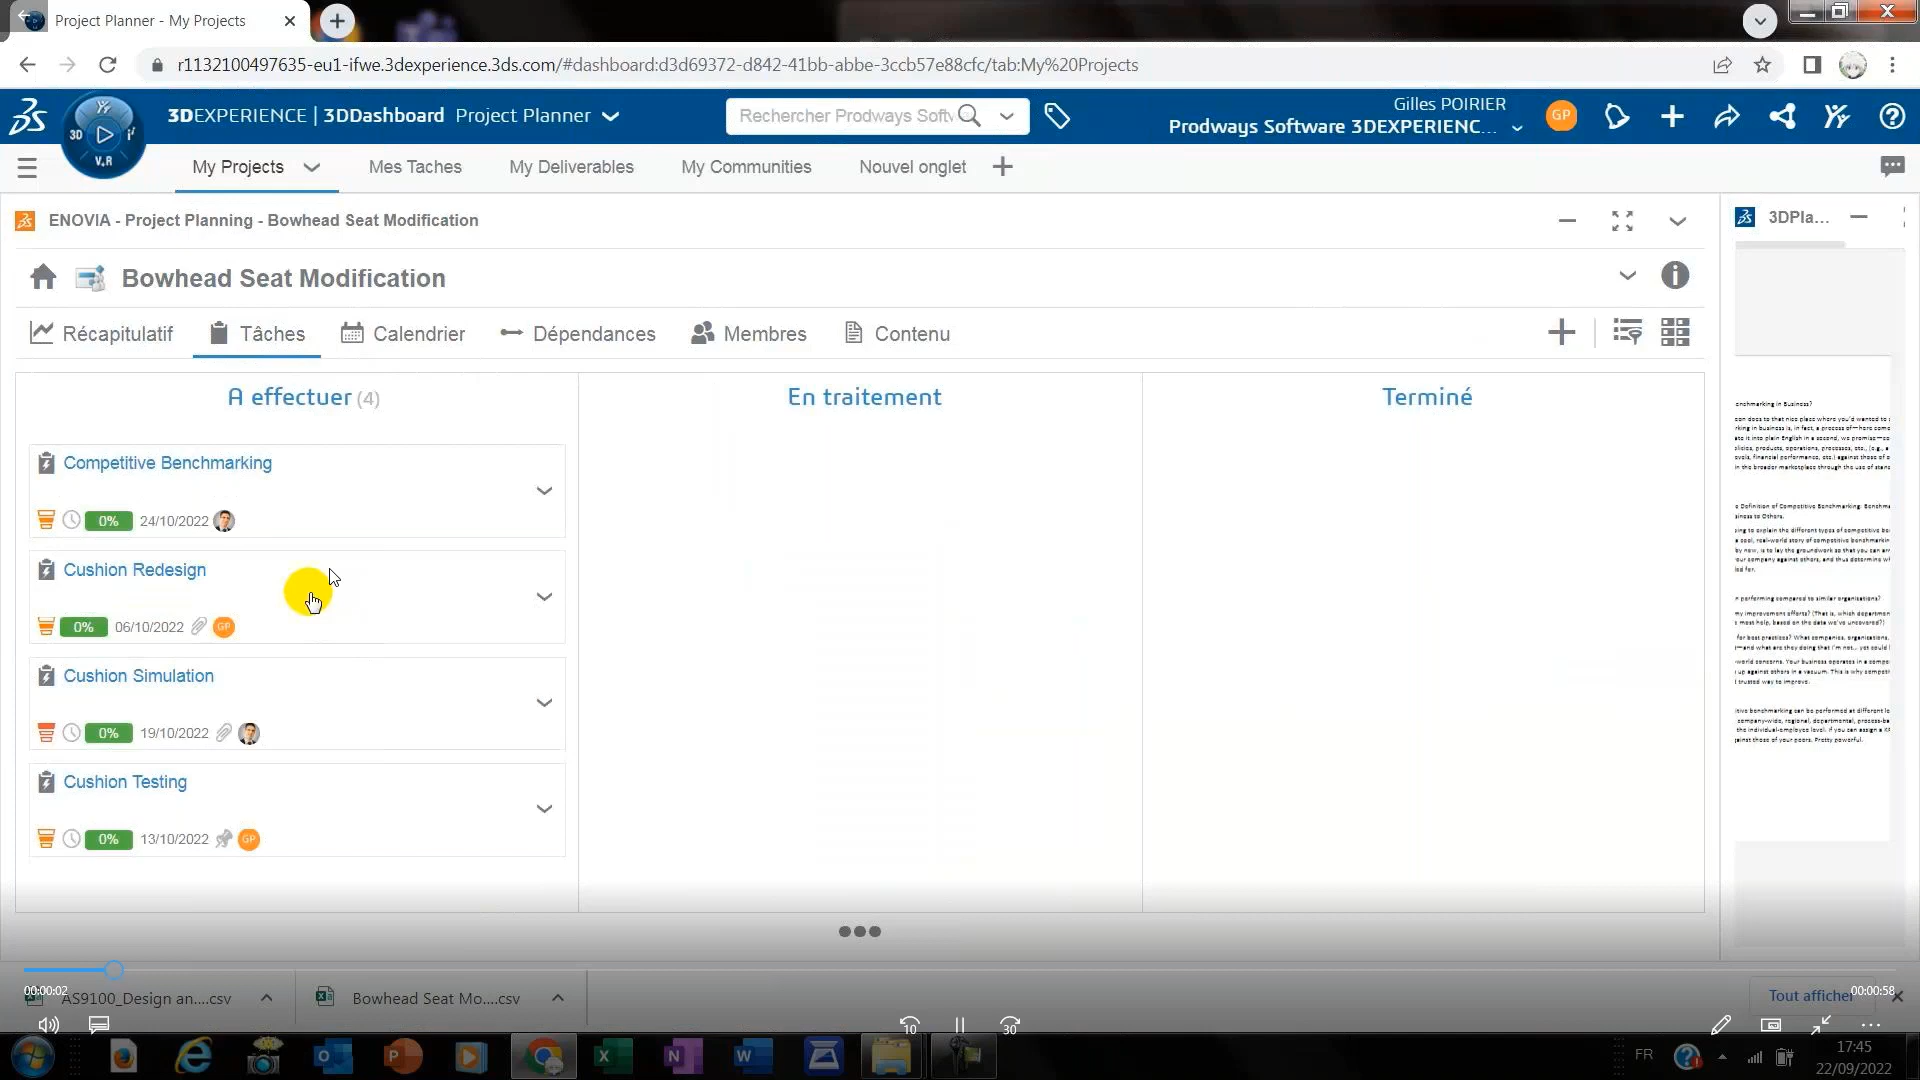 Project Planner - My Projects
r1132100497635-eu1-ifwe.3dexperience.3ds.com/#dashboard:d3d69372-d842-41bb-abbe-3ccb57e88cfc/tab:My%20Projects
3DEXPERIENCE | 3DDashboard Project Planner
Rechercher Prodways Softw
Gilles POIRIER
Prodways Software 3DEXPERIENC...
GP
3D
V.R
My Projects
Mes Taches
My Deliverables
My Communities
Nouvel onglet
ENOVIA - Project Planning - Bowhead Seat Modification
3DPla...
Bowhead Seat Modification
Récapitulatif
Tâches
Calendrier
Dépendances
Membres
Contenu
A effectuer (4)
En traitement
Terminé
Competitive Benchmarking
0% 24/10/2022
Cushion Redesign
0% 06/10/2022 GP
Cushion Simulation
0% 19/10/2022
Cushion Testing
0% 13/10/2022 GP
00:00:02
00:00:58
AS9100_Design an....csv
Bowhead Seat Mo....csv
Tout afficher
10
30
FR
17:45
22/09/2022